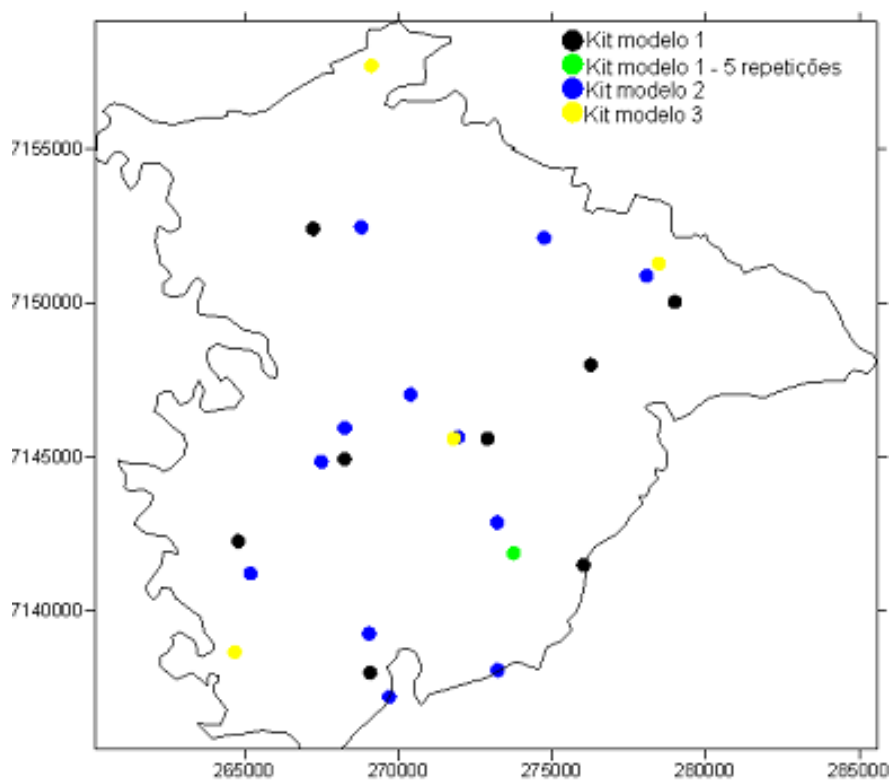 Kit modelo 1
Kit modelo 1 - 5 repetições
Kit modelo 2
Kit modelo 3
7155000
7150000
7145000
7140000
265000 270000 275000 280000 285000